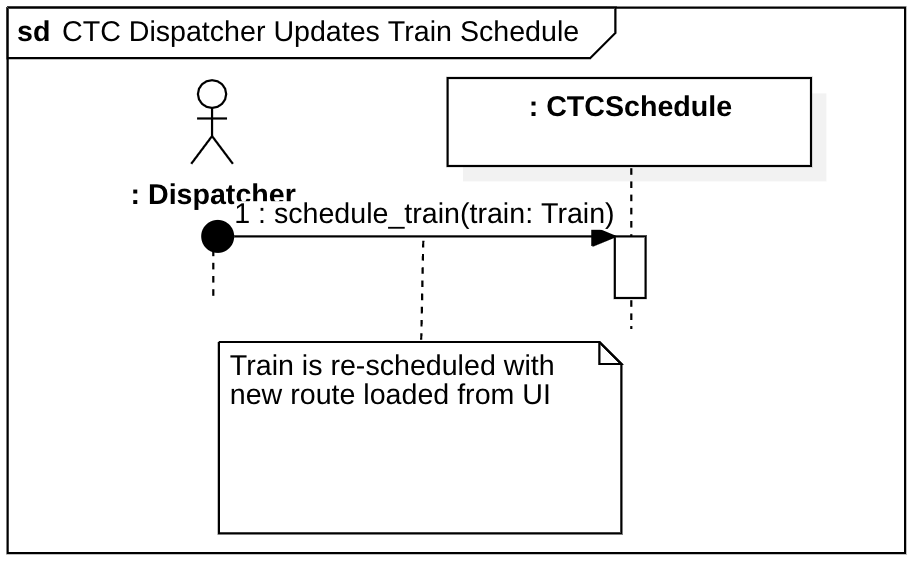 sd CTC Dispatcher Updates Train Schedule
: CTCSchedule
: Dispatcher
1 : schedule_train(train: Train)
Train is re-scheduled with
new route loaded from UI